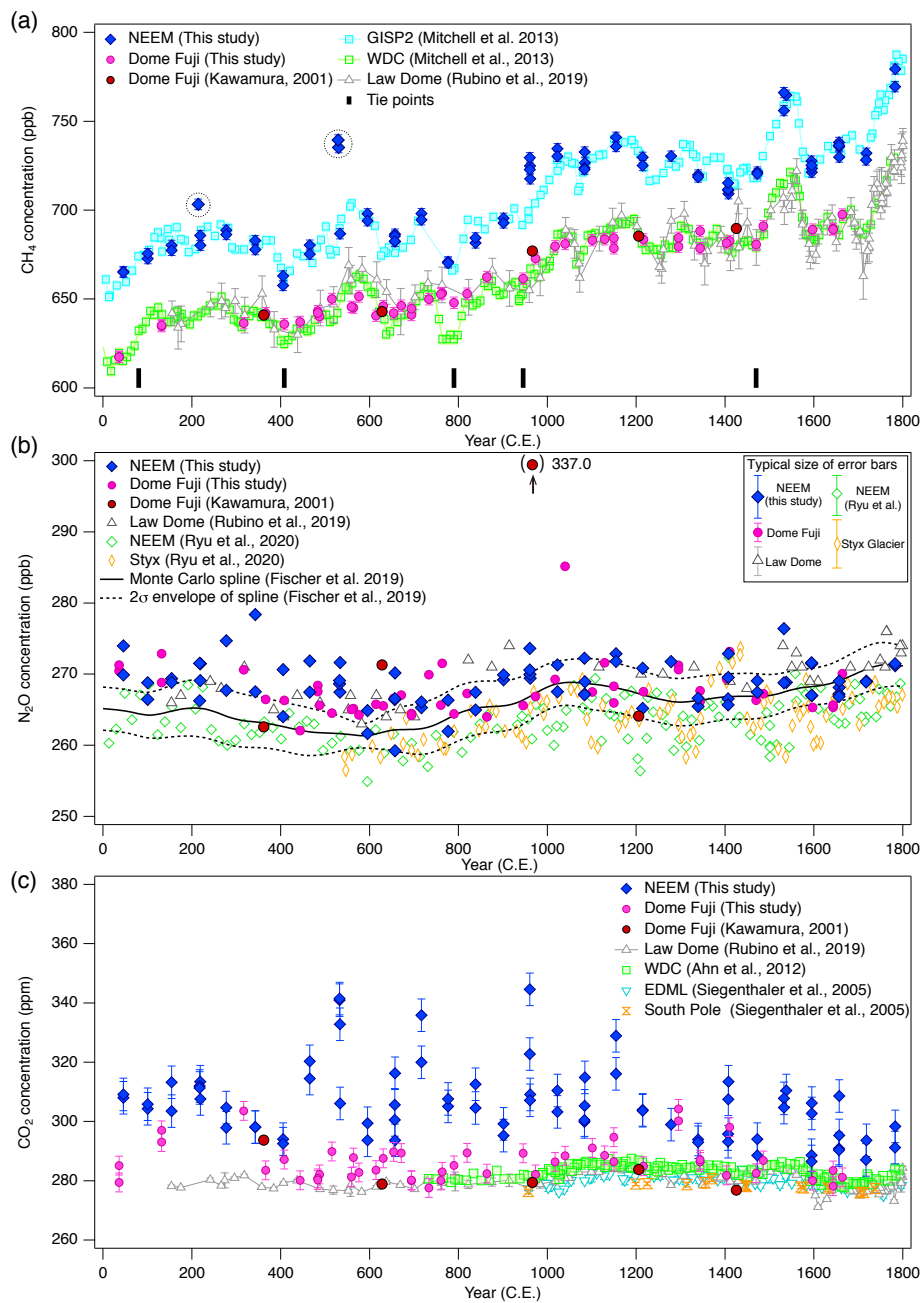 (a)
800
750
700
650
600
CH4 concentration (ppb)
NEEM (This study)
Dome Fuji (This study)
Dome Fuji (Kawamura, 2001)
GISP2 (Mitchell et al. 2013)
WDC (Mitchell et al., 2013)
Law Dome (Rubino et al., 2019)
Tie points
0 200 400 600 800 1000 1200 1400 1600 1800
Year (C.E.)
(b)
300
290
280
270
260
250
N2O concentration (ppb)
NEEM (This study)
Dome Fuji (This study)
Dome Fuji (Kawamura, 2001)
Law Dome (Rubino et al., 2019)
NEEM (Ryu et al., 2020)
Styx (Ryu et al., 2020)
Monte Carlo spline (Fischer et al. 2019)
2σ envelope of spline (Fischer et al., 2019)
( ) 337.0
Typical size of error bars
NEEM
(this study)
NEEM
(Ryu et al.)
Dome Fuji
Styx Glacier
Law Dome
0 200 400 600 800 1000 1200 1400 1600 1800
Year (C.E.)
(c)
380
360
340
320
300
280
260
CO2 concentration (ppm)
NEEM (This study)
Dome Fuji (This study)
Dome Fuji (Kawamura, 2001)
Law Dome (Rubino et al., 2019)
WDC (Ahn et al., 2012)
EDML (Siegenthaler et al., 2005)
South Pole (Siegenthaler et al., 2005)
0 200 400 600 800 1000 1200 1400 1600 1800
Year (C.E.)